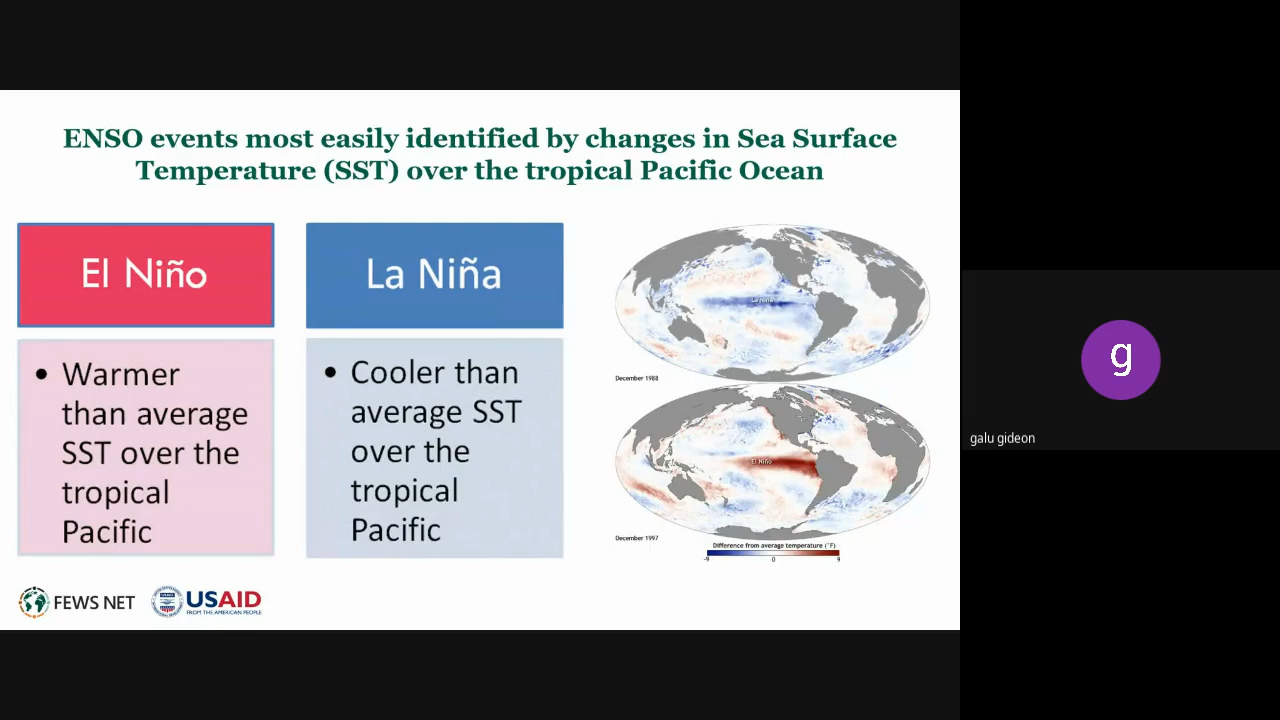 ENSO events most easily identified by changes in Sea Surface
Temperature (SST) over the tropical Pacific Ocean
El Niño
• Warmer
than average
SST over the
tropical
Pacific
La Niña
• Cooler than
average SST
over the
tropical
Pacific
La Niña
December 1988
El Niño
December 1997
Difference from average temperature (°F)
-9 0 9
FEWS NET
USAID
FROM THE AMERICAN PEOPLE
g
galu gideon